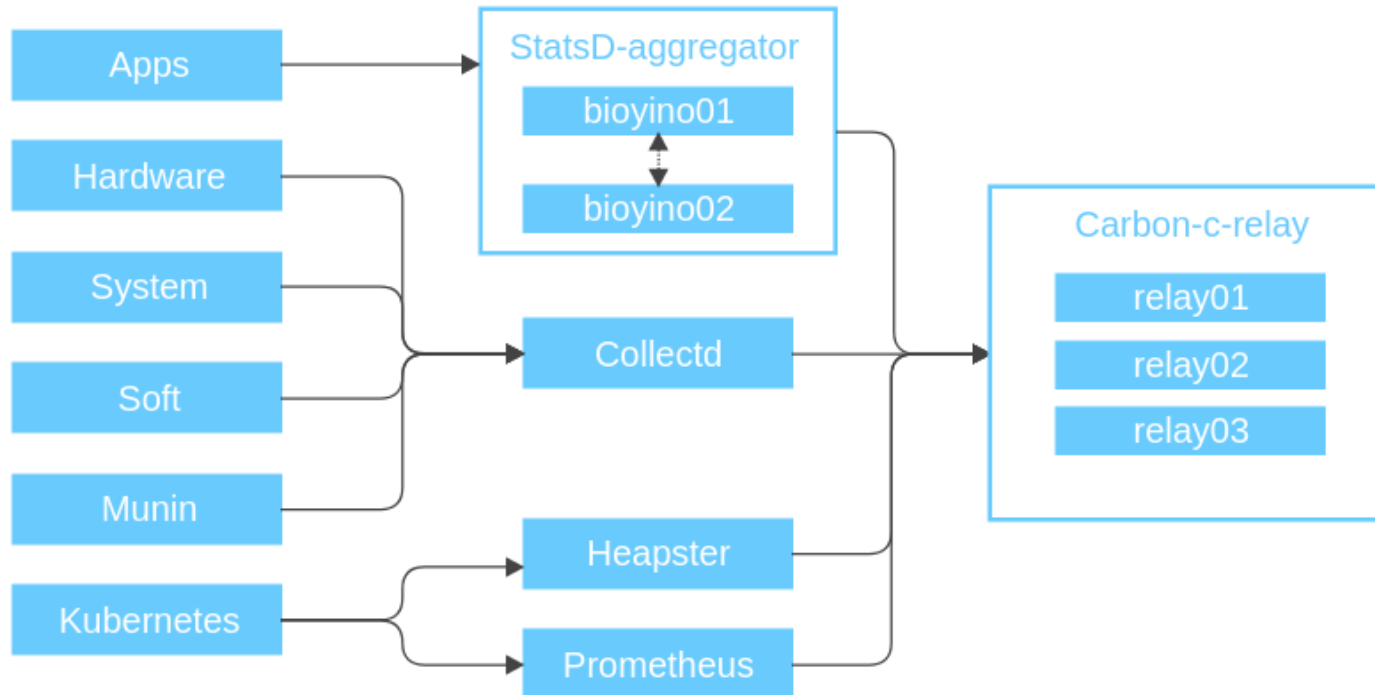 Apps
Hardware
System
Soft
Munin
Kubernetes
StatsD-aggregator
bioyino01
bioyino02
Collectd
Heapster
Prometheus
Carbon-c-relay
relay01
relay02
relay03